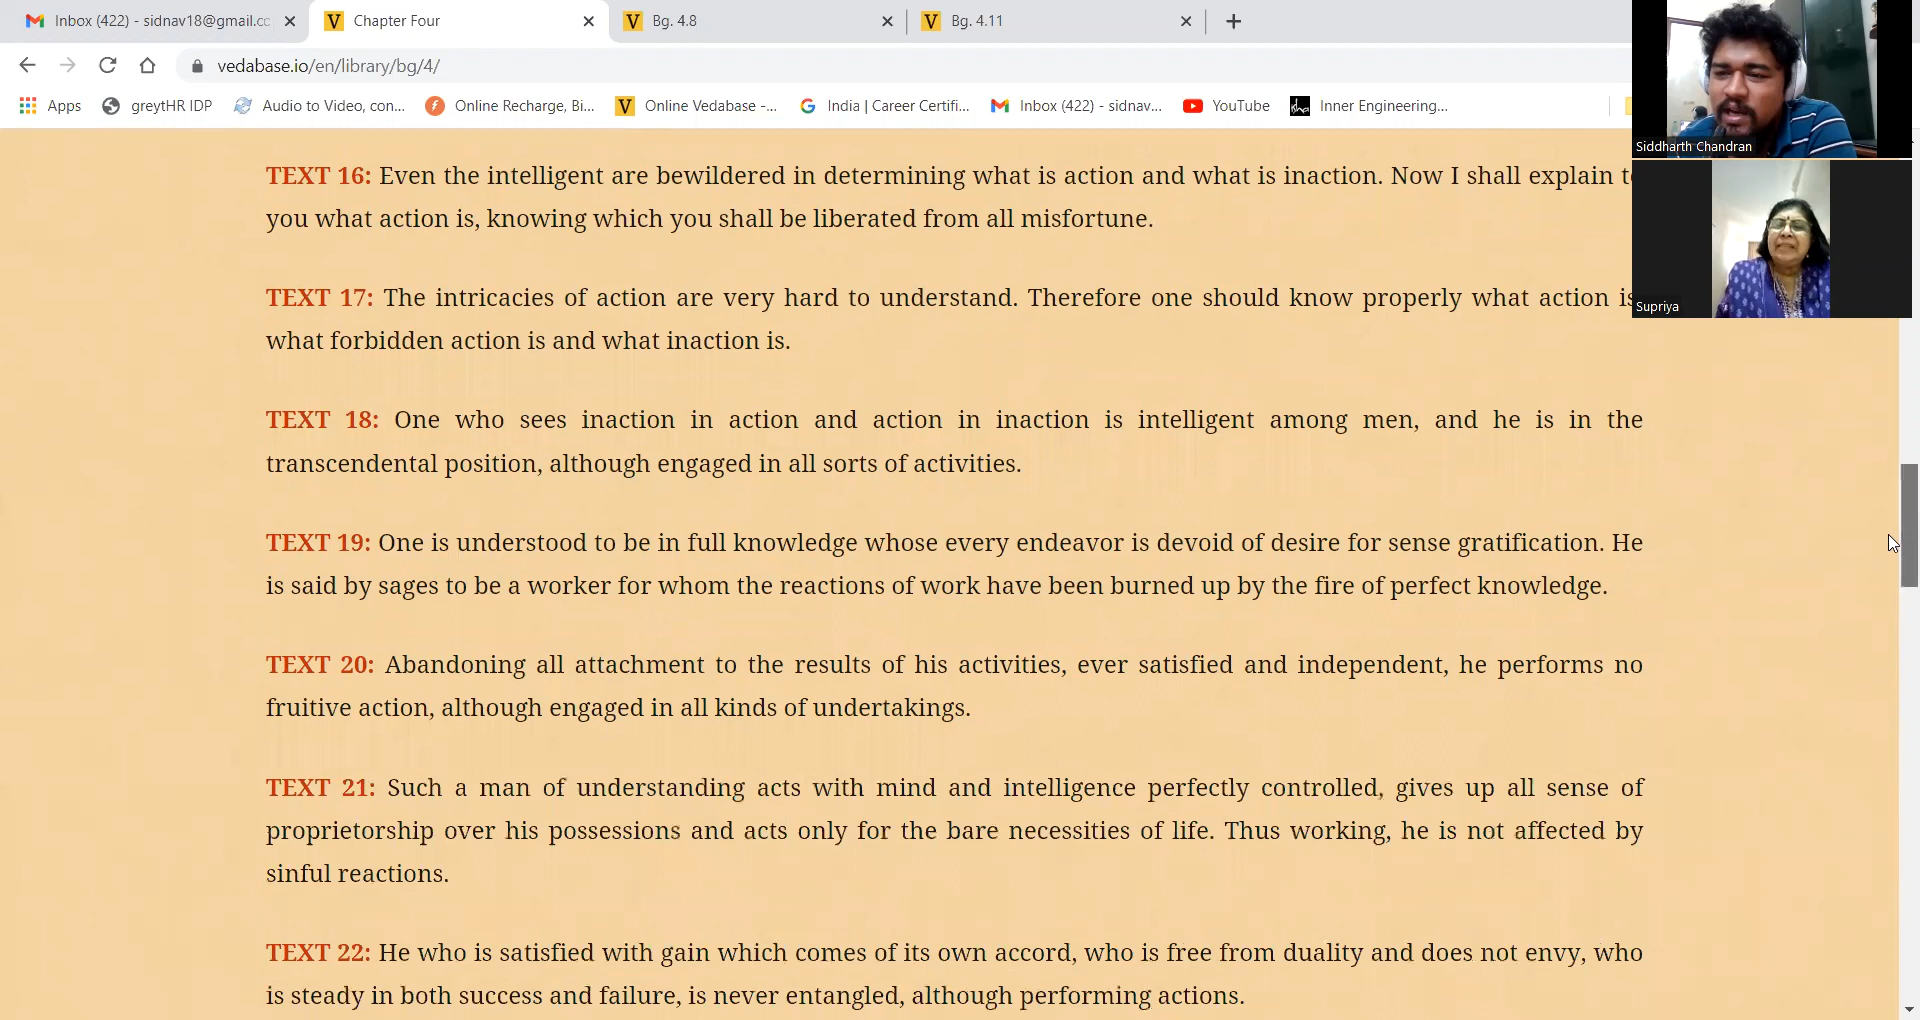 Inbox (422) - sidnav18@gmail.co
Chapter Four
Bg. 4.8
Bg. 4.11
vedabase.io/en/library/bg/4/
Apps
greytHR IDP
Audio to Video, con...
Online Recharge, Bi...
Online Vedabase -...
India | Career Certifi...
Inbox (422) - sidnav...
YouTube
Inner Engineering...
Siddharth Chandran
Supriya
TEXT 16: Even the intelligent are bewildered in determining what is action and what is inaction. Now I shall explain t
you what action is, knowing which you shall be liberated from all misfortune.
TEXT 17: The intricacies of action are very hard to understand. Therefore one should know properly what action is
what forbidden action is and what inaction is.
TEXT 18: One who sees inaction in action and action in inaction is intelligent among men, and he is in the
transcendental position, although engaged in all sorts of activities.
TEXT 19: One is understood to be in full knowledge whose every endeavor is devoid of desire for sense gratification. He
is said by sages to be a worker for whom the reactions of work have been burned up by the fire of perfect knowledge.
TEXT 20: Abandoning all attachment to the results of his activities, ever satisfied and independent, he performs no
fruitive action, although engaged in all kinds of undertakings.
TEXT 21: Such a man of understanding acts with mind and intelligence perfectly controlled, gives up all sense of
proprietorship over his possessions and acts only for the bare necessities of life. Thus working, he is not affected by
sinful reactions.
TEXT 22: He who is satisfied with gain which comes of its own accord, who is free from duality and does not envy, who
is steady in both success and failure, is never entangled, although performing actions.